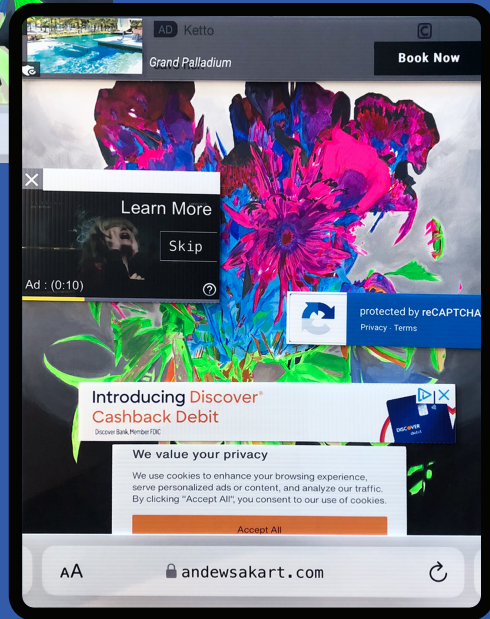 AD Ketto
Grand Palladium
Book Now
Learn More
Skip
Ad : (0:10)
protected by reCAPTCHA
Privacy - Terms
Introducing Discover®
Cashback Debit
Discover Bank, Member FDIC
DISCOVER
debit
We value your privacy
We use cookies to enhance your browsing experience,
serve personalized ads or content, and analyze our traffic.
By clicking "Accept All", you consent to our use of cookies.
Accept All
AA
andewsakart.com